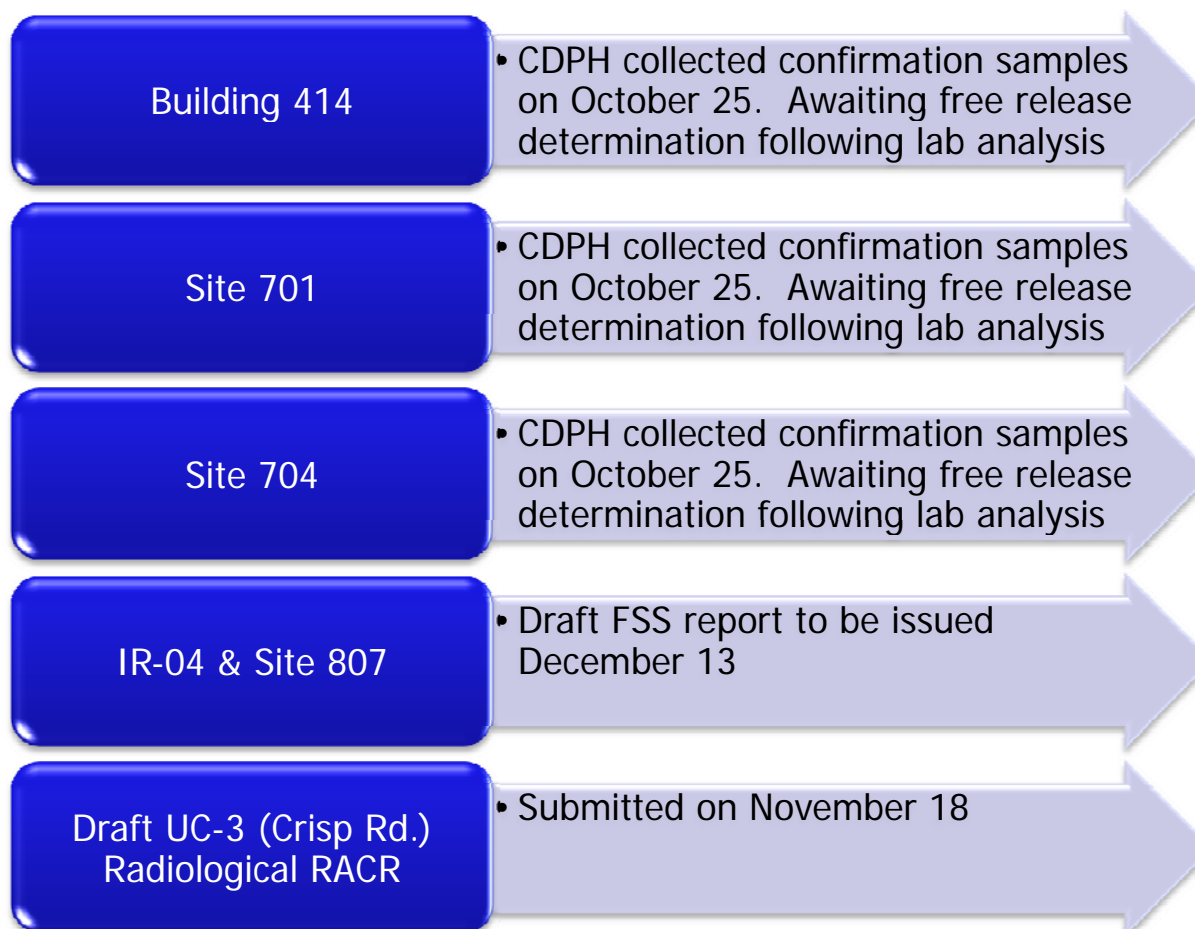 Building 414
• CDPH collected confirmation samples
on October 25.  Awaiting free release
determination following lab analysis
Site 701
• CDPH collected confirmation samples
on October 25.  Awaiting free release
determination following lab analysis
Site 704
• CDPH collected confirmation samples
on October 25.  Awaiting free release
determination following lab analysis
IR-04 & Site 807
• Draft FSS report to be issued
December 13
Draft UC-3 (Crisp Rd.)
Radiological RACR
• Submitted on November 18